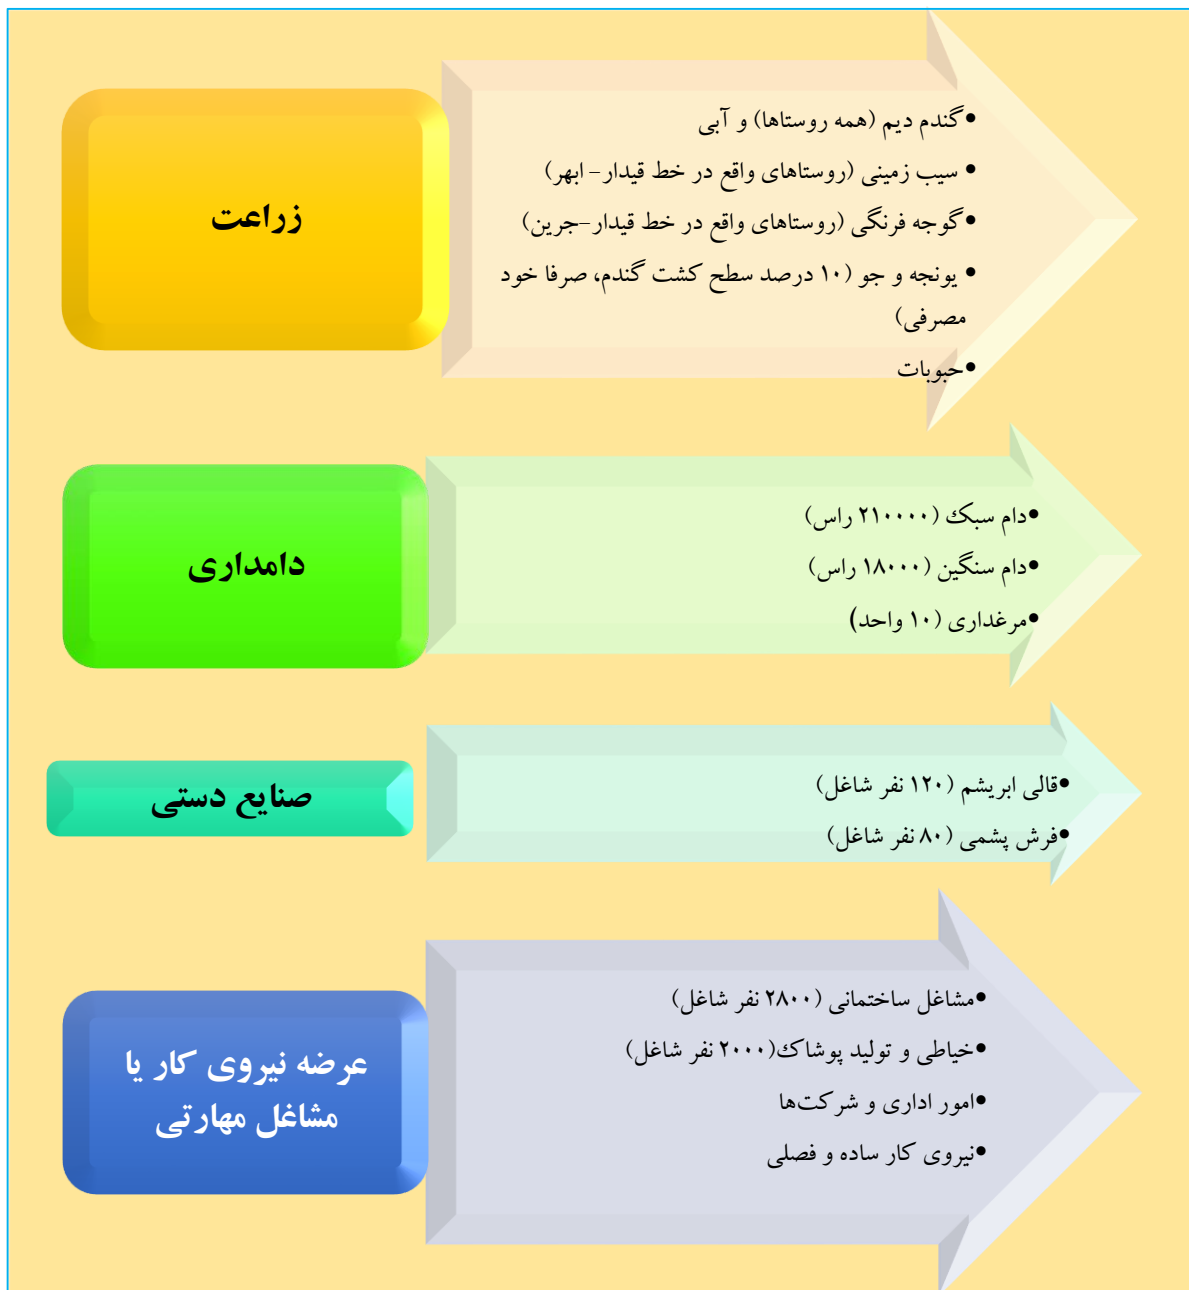 زراعت
•گندم دیم (همه روستاها) و آبی
•سیب زمینی (روستاهای واقع در خط قیدار- ابهر)
•گوجه فرنگی (روستاهای واقع در خط قیدار-جرین)
• یونجه و جو (۱۰ درصد سطح کشت گندم، صرفا خود
مصرفی)
•حبوبات
دامداری
•دام سبک (۲۱۰۰۰۰ راس)
•دام سنگین (۱۸۰۰۰ راس)
•مرغداری (۱۰ واحد)
صنایع دستی
•قالی ابریشم (۱۲۰ نفر شاغل)
•فرش پشمی (۸۰ نفر شاغل)
عرضه نیروی کار یا
مشاغل مهارتی
•مشاغل ساختمانی (۲۸۰۰ نفر شاغل)
•خیاطی و تولید پوشاک(۲۰۰۰ نفر شاغل)
•امور اداری و شرکت‌ها
•نیروی کار ساده و فصلی